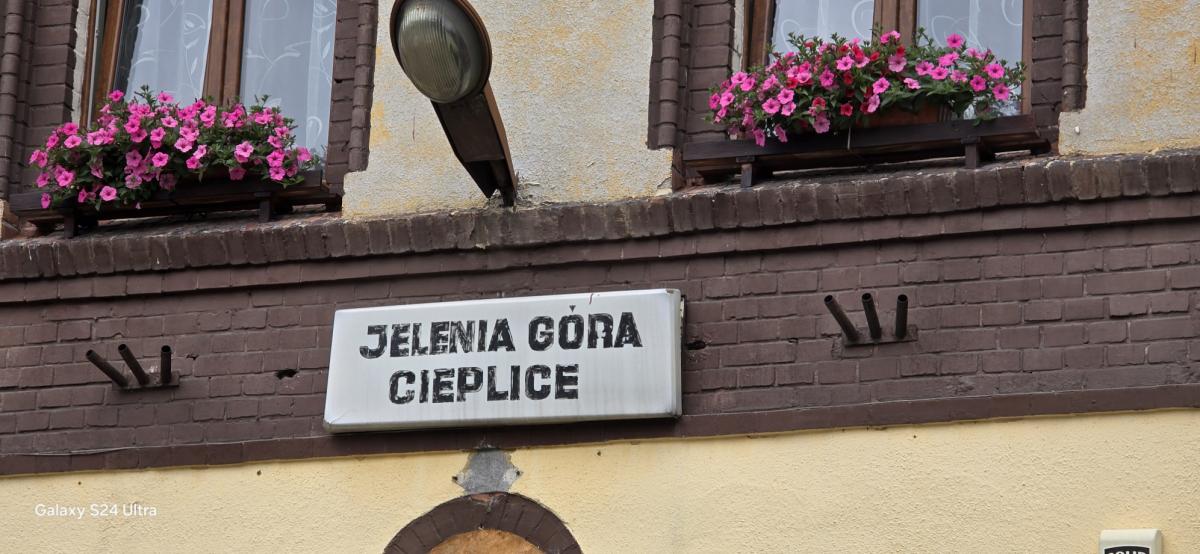 JELENIA GÓRA
CIEPLICE
Galaxy S24 Ultra